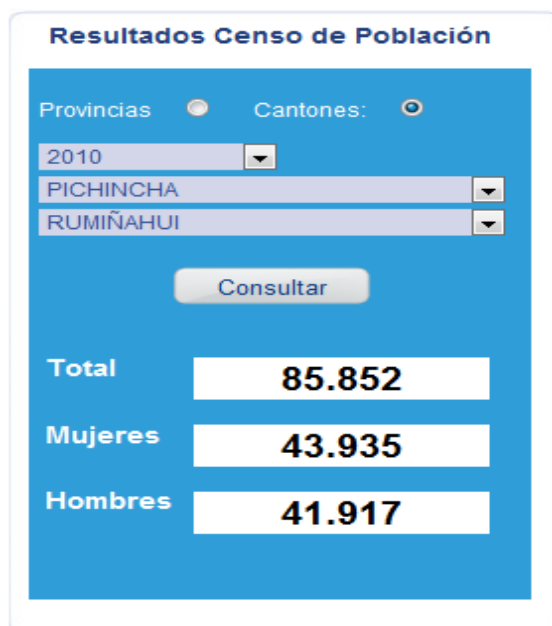 Resultados Censo de Población
Provincias Cantones:
2010
PICHINCHA
RUMIÑAHUI
Consultar
Total 85.852
Mujeres 43.935
Hombres 41.917